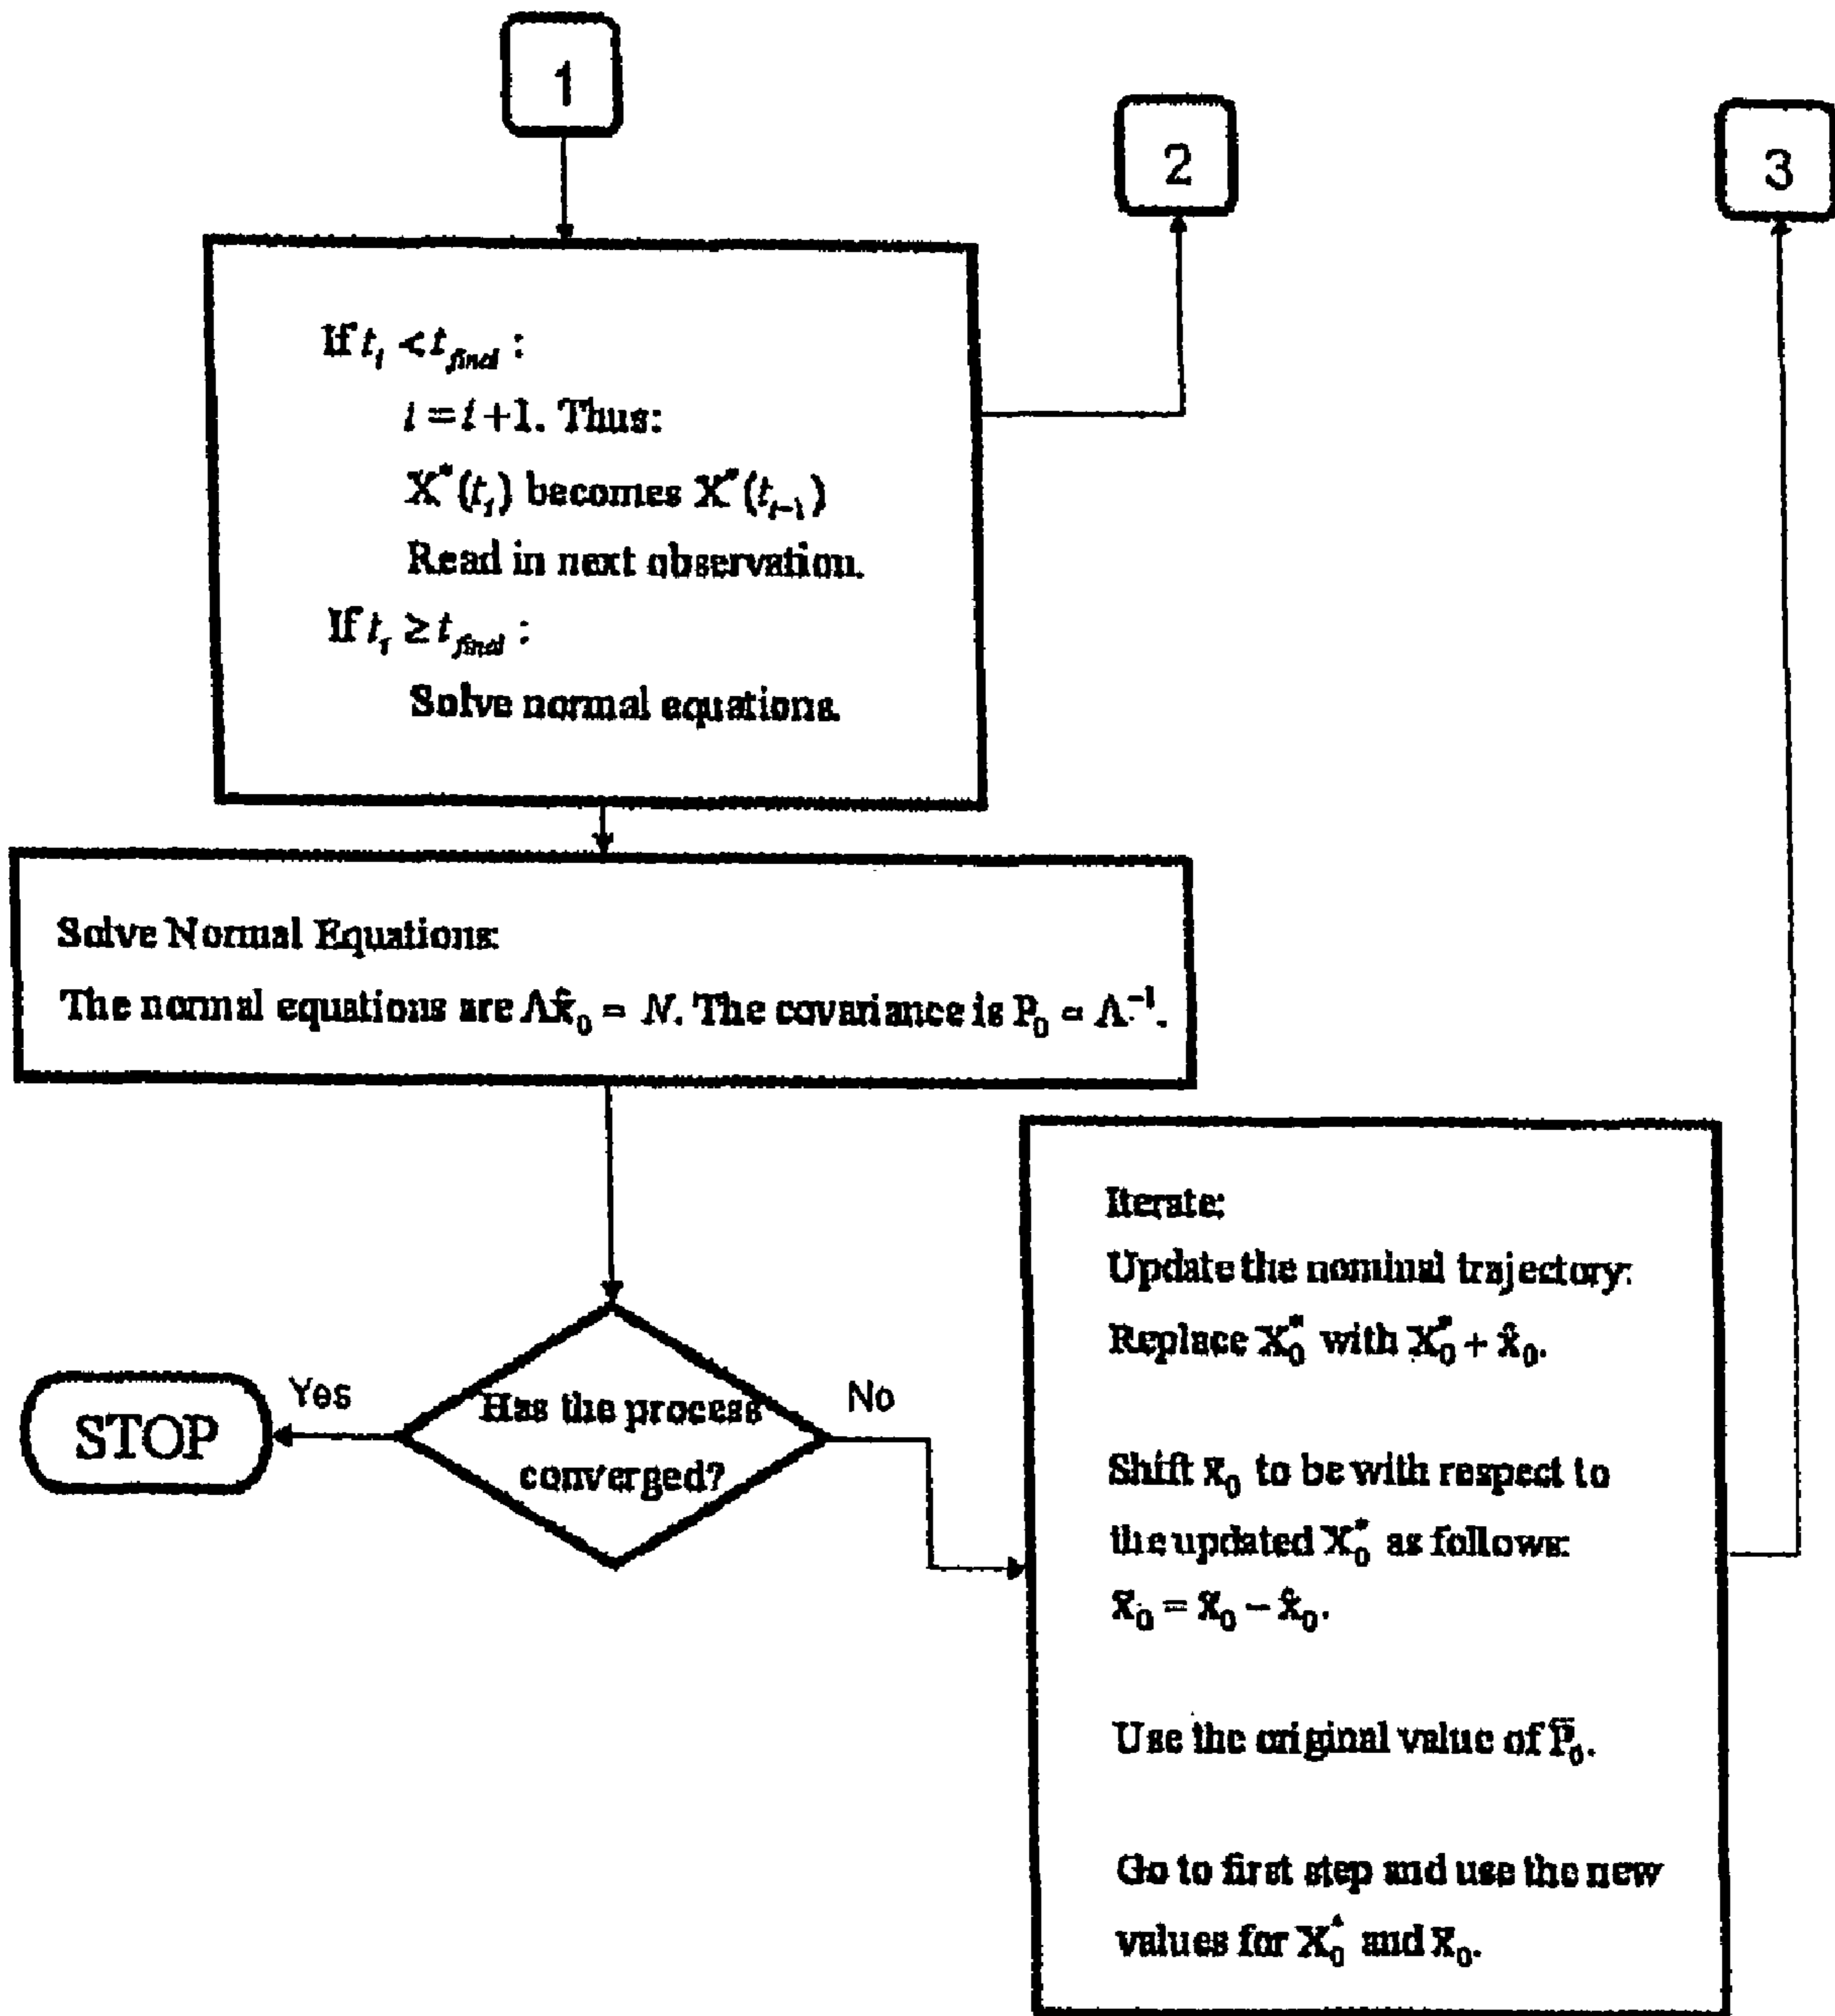 1
2
3
If t_i < t_final :
i = i + 1. Thus:
X*(t_i) becomes X*(t_{i-1})
Read in next observation.
If t_i ≥ t_final :
Solve normal equations.
Solve Normal Equations:
The normal equations are Λx̂_0 = N. The covariance is P_0 = Λ^{-1}.
Iterate:
Update the nominal trajectory:
Replace X*_0 with X*_0 + x̂_0.
Shift x̄_0 to be with respect to
the updated X*_0 as follows:
x̄_0 = x̄_0 − x̂_0.
Use the original value of P̄_0.
Go to first step and use the new
values for X*_0 and x̄_0.
Has the process
converged?
Yes
No
STOP